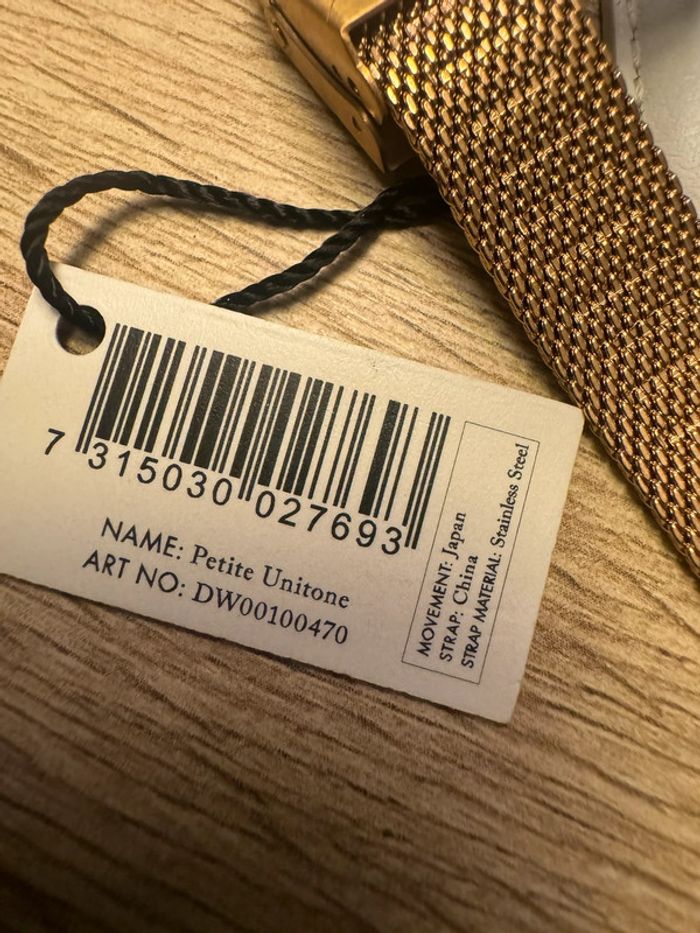 7 315030 027693
NAME: Petite Unitone
ART NO: DW00100470
MOVEMENT: Japan
STRAP: China
STRAP MATERIAL: Stainless Steel